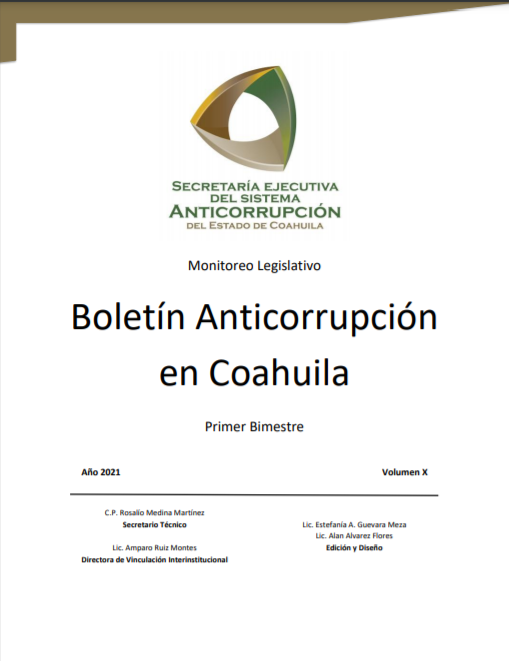 SECRETARÍA EJECUTIVA
DEL SISTEMA
ANTICORRUPCIÓN
DEL ESTADO DE COAHUILA
Monitoreo Legislativo
Boletín Anticorrupción
en Coahuila
Primer Bimestre
Año 2021
Volumen X
C.P. Rosalío Medina Martínez
Secretario Técnico
Lic. Amparo Ruiz Montes
Directora de Vinculación Interinstitucional
Lic. Estefanía A. Guevara Meza
Lic. Alan Alvarez Flores
Edición y Diseño